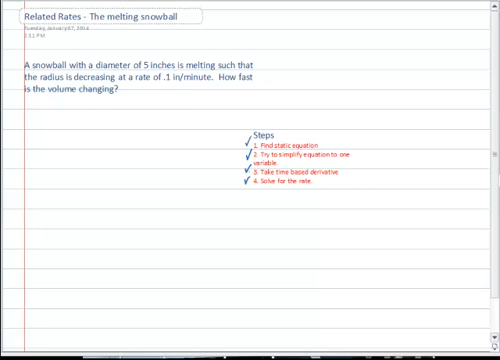 Related Rates - The melting snowball
Tuesday, January 07, 2014
2:51 PM
A snowball with a diameter of 5 inches is melting such that
the radius is decreasing at a rate of .1 in/minute. How fast
is the volume changing?
Steps
1. Find static equation
2. Try to simplify equation to one
variable.
3. Take time based derivative
4. Solve for the rate.